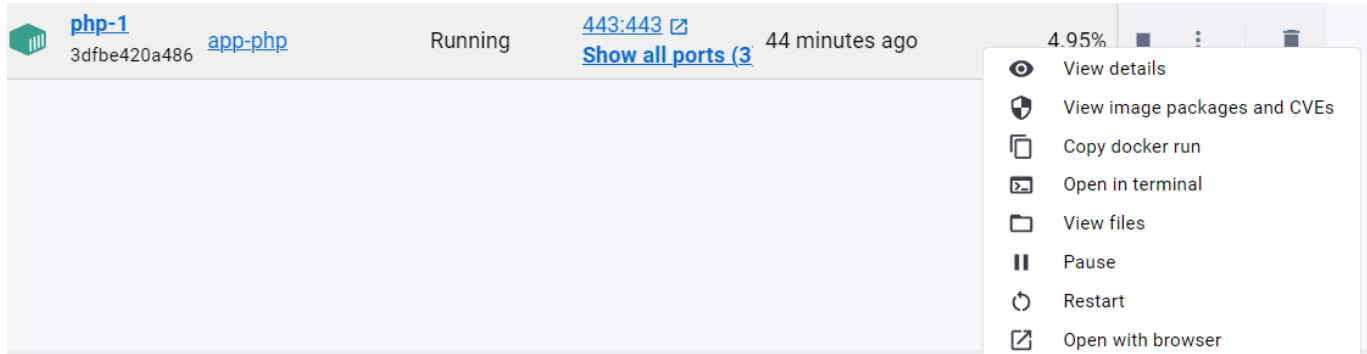 php-1
3dfbe420a486
app-php
Running
443:443
Show all ports (3
44 minutes ago
4.95%
View details
View image packages and CVEs
Copy docker run
Open in terminal
View files
Pause
Restart
Open with browser